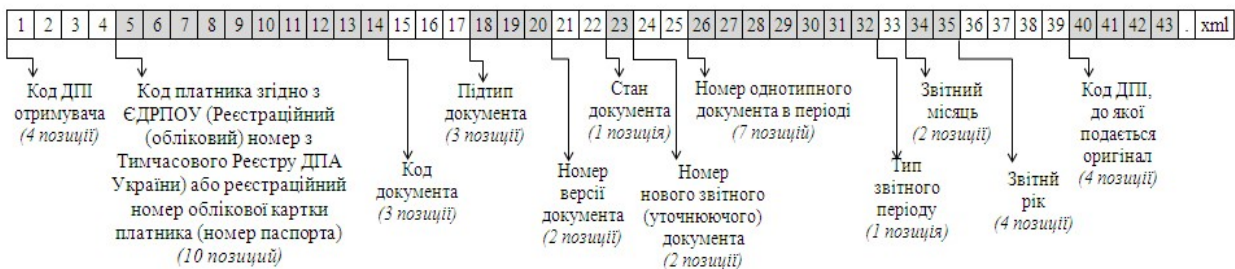 1 2 3 4 5 6 7 8 9 10 11 12 13 14 15 16 17 18 19 20 21 22 23 24 25 26 27 28 29 30 31 32 33 34 35 36 37 38 39 40 41 42 43 . xml
Код ДПІ
отримувача
(4 позиції)
Код платника згідно з
ЄДРПОУ (Реєстраційний
(обліковий) номер з
Тимчасового Реєстру ДПА
України) або реєстраційний
номер облікової картки
платника (номер паспорта)
(10 позиций)
Код
документа
(3 позиції)
Підтип
документа
(3 позиції)
Номер
версії
документа
(2 позиції)
Стан
документа
(1 позиція)
Номер
нового звітного
(уточнюючого)
документа
(2 позиції)
Номер однотипного
документа в періоді
(7 позицій)
Тип
звітного
періоду
(1 позиція)
Звітний
місяць
(2 позиції)
Звітнй
рік
(4 позиції)
Код ДПІ,
до якої
подається
оригінал
(4 позиції)